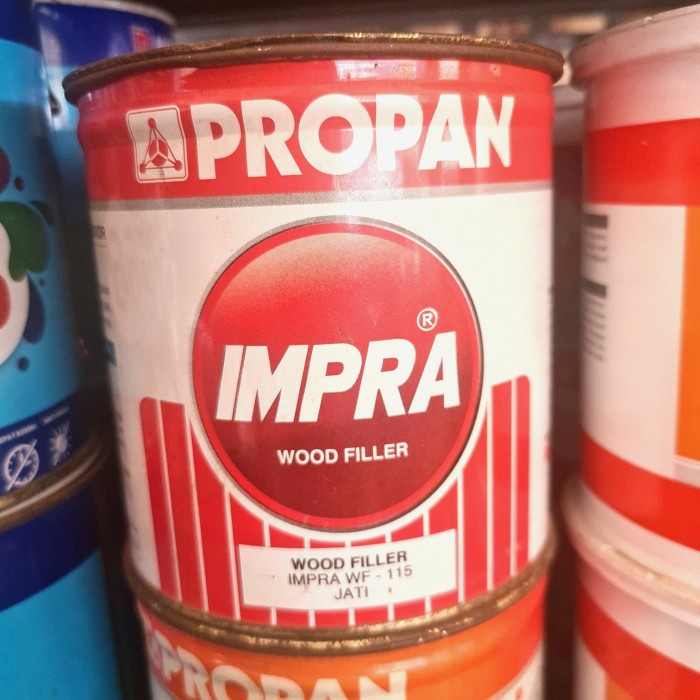 PROPAN
®
IMPRA
WOOD FILLER
WOOD FILLER
IMPRA WF - 115
JATI
PROPAN